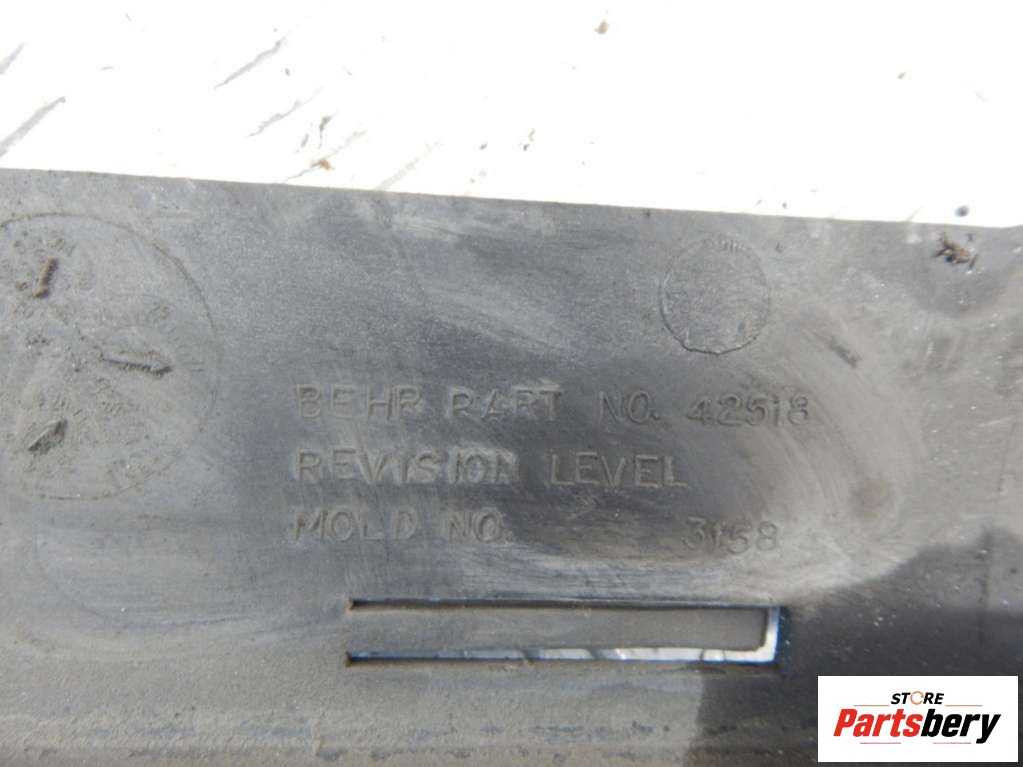 BEHR PART NO. 42518
REVISION LEVEL
MOLD NO. 3158
STORE
Partsbery